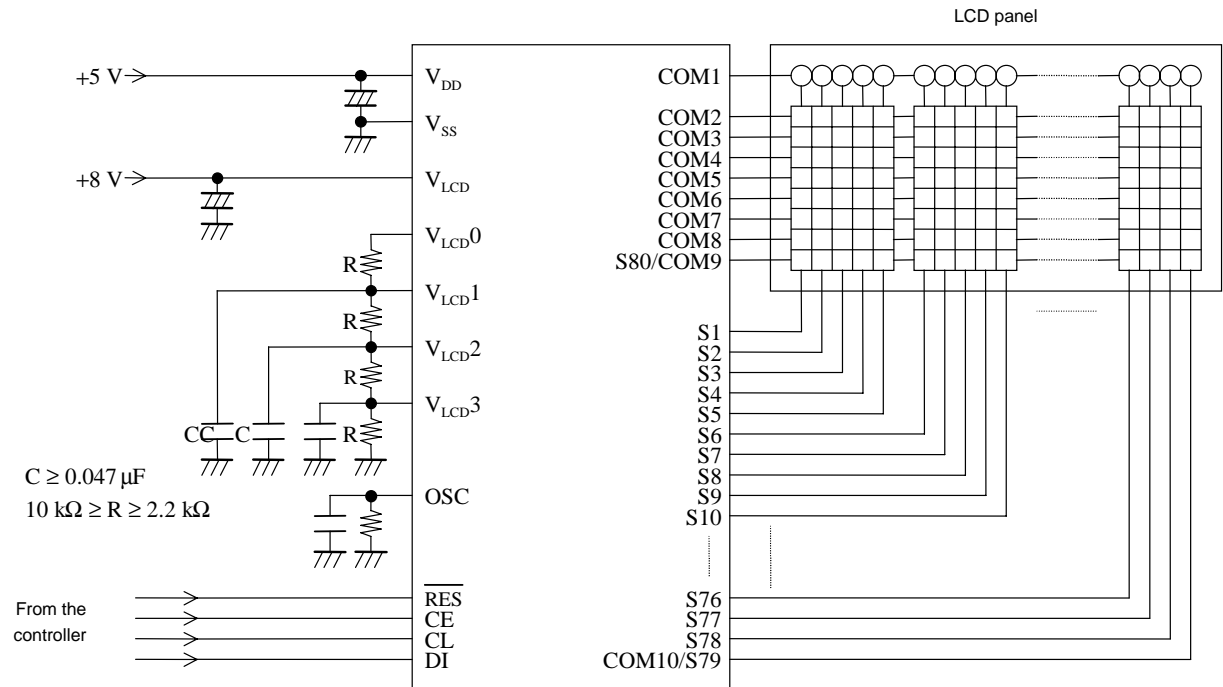 LCD panel
+5 V
VDD
COM1
VSS
COM2
COM3
COM4
+8 V
VLCD
COM5
COM6
COM7
VLCD0
COM8
S80/COM9
R
VLCD1
R
S1
VLCD2
S2
R
S3
S4
VLCD3
S5
CC
C
R
S6
S7
C ≥ 0.047 µF
S8
OSC
S9
10 kΩ ≥ R ≥ 2.2 kΩ
S10
RES
S76
From the
controller
CE
S77
CL
S78
DI
COM10/S79